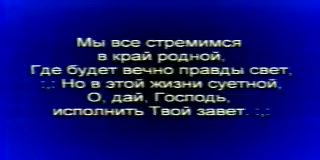 Мы все стремимся
в край родной,
Где будет вечно правды свет,
:,: Но в этой жизни суетной,
О, дай, Господь,
исполнить Твой завет. :,: